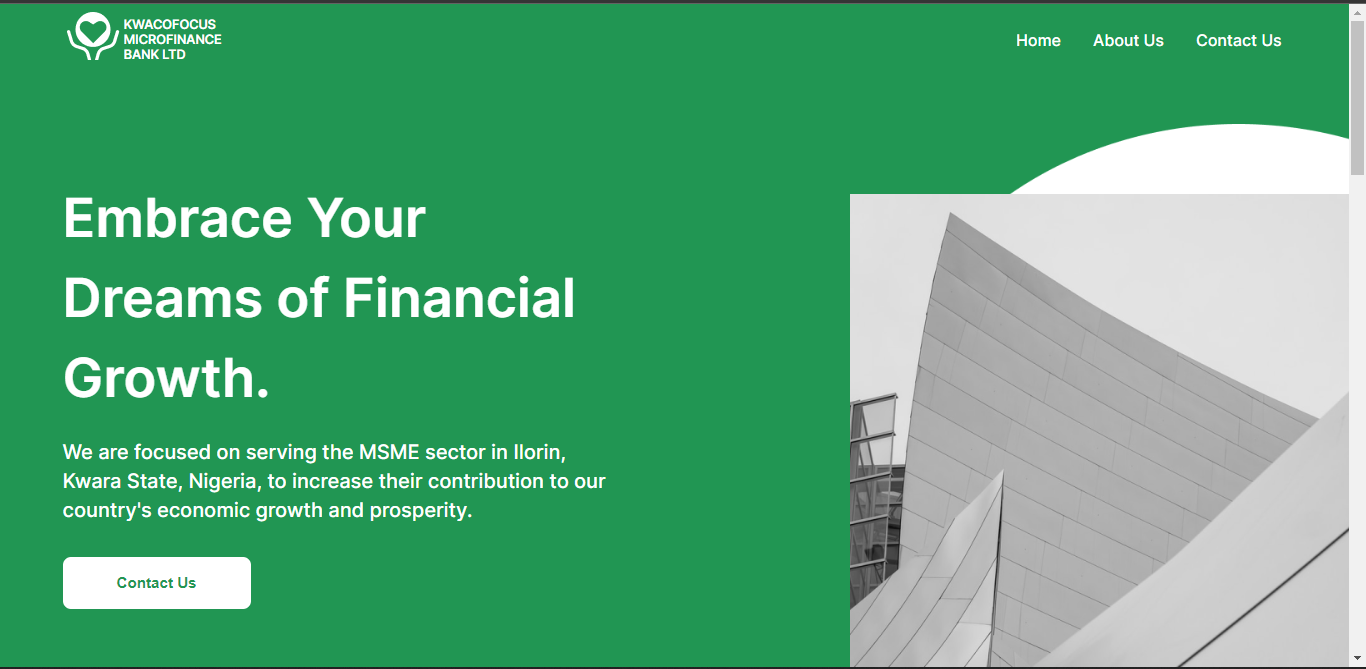 KWACOFOCUS
MICROFINANCE
BANK LTD
Home About Us Contact Us
Embrace Your
Dreams of Financial
Growth.
We are focused on serving the MSME sector in Ilorin,
Kwara State, Nigeria, to increase their contribution to our
country's economic growth and prosperity.
Contact Us